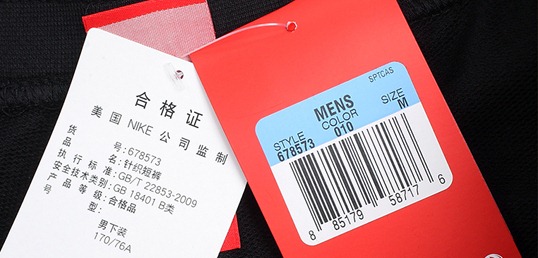 合格证
美国 NIKE 公司监制
货号:678573
品名:针织短裤
执行标准:GB/T 22853-2009
安全技术类别:GB 18401 B类
产品等级:合格品
型:
男下装
170/76A
SPTCAS
MENS
STYLE COLOR SIZE
678573 010 M
8 85179 58717 6